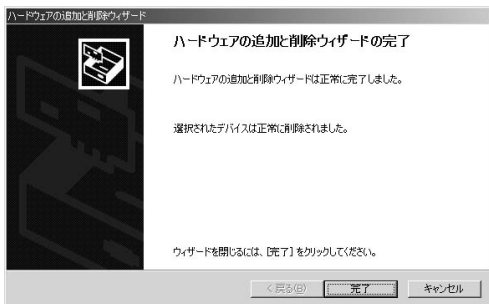 ハードウェアの追加と削除ウィザード
ハードウェアの追加と削除ウィザードの完了
ハードウェアの追加と削除ウィザードは正常に完了しました。
選択されたデバイスは正常に削除されました。
ウィザードを閉じるには、[完了] をクリックしてください。
< 戻る(B)
完了
キャンセル